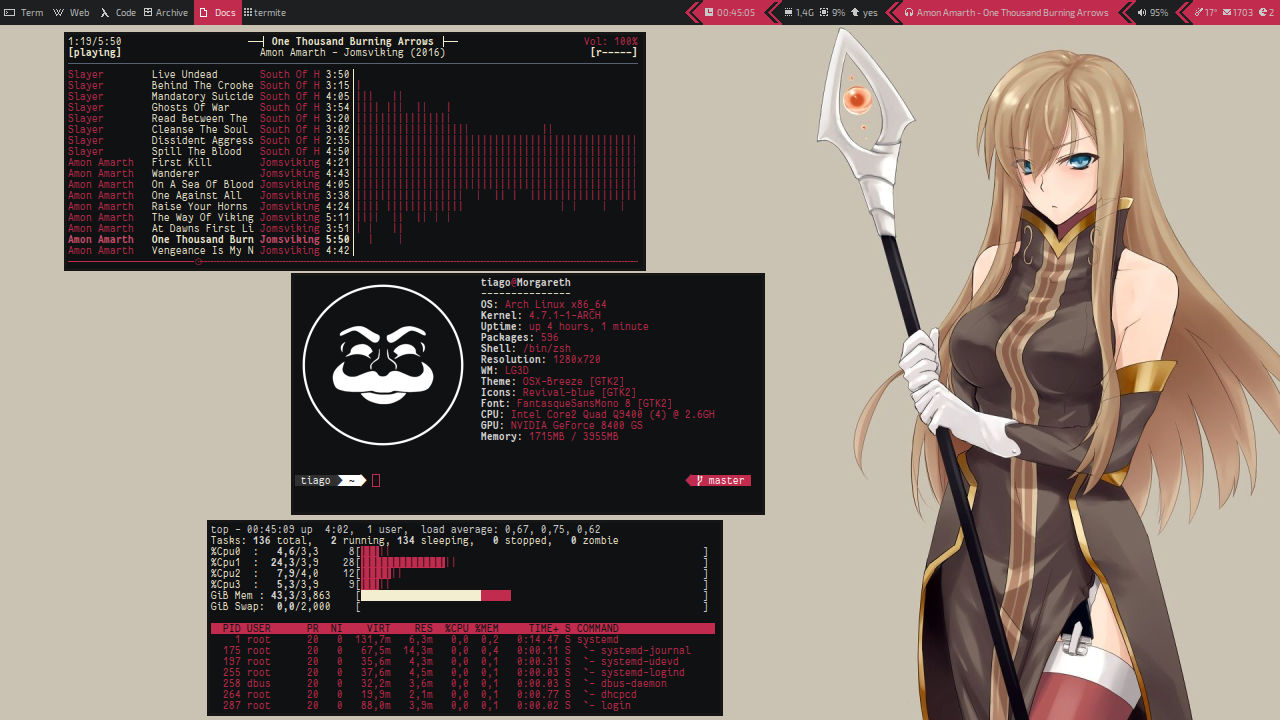 Term Web Code Archive Docs termite 00:45:05 1,4G 9% yes Amon Amarth - One Thousand Burning Arrows 95% 17° 1703 2
1:19/5:50 One Thousand Burning Arrows Vol: 100%
[playing] Amon Amarth - Jomsviking (2016) [r-----]
Slayer Live Undead South Of H 3:50
Slayer Behind The Crooke South Of H 3:15
Slayer Mandatory Suicide South Of H 4:05
Slayer Ghosts Of War South Of H 3:54
Slayer Read Between The South Of H 3:20
Slayer Cleanse The Soul South Of H 3:02
Slayer Dissident Aggress South Of H 2:35
Slayer Spill The Blood South Of H 4:50
Amon Amarth First Kill Jomsviking 4:21
Amon Amarth Wanderer Jomsviking 4:43
Amon Amarth On A Sea Of Blood Jomsviking 4:05
Amon Amarth One Against All Jomsviking 3:38
Amon Amarth Raise Your Horns Jomsviking 4:24
Amon Amarth The Way Of Viking Jomsviking 5:11
Amon Amarth At Dawns First Li Jomsviking 3:51
Amon Amarth One Thousand Burn Jomsviking 5:50
Amon Amarth Vengeance Is My N Jomsviking 4:42
tiago@Morgareth
---------------
OS: Arch Linux x86_64
Kernel: 4.7.1-1-ARCH
Uptime: up 4 hours, 1 minute
Packages: 596
Shell: /bin/zsh
Resolution: 1280x720
WM: LG3D
Theme: OSX-Breeze [GTK2]
Icons: Revival-blue [GTK2]
Font: FantasqueSansMono 8 [GTK2]
CPU: Intel Core2 Quad Q9400 (4) @ 2.6GH
GPU: NVIDIA GeForce 8400 GS
Memory: 1715MB / 3955MB
tiago ~ master
top - 00:45:09 up 4:02, 1 user, load average: 0,67, 0,75, 0,62
Tasks: 136 total, 2 running, 134 sleeping, 0 stopped, 0 zombie
%Cpu0 : 4,6/3,3 8[||||| ]
%Cpu1 : 24,3/3,9 28[|||||||||||||||| ]
%Cpu2 : 7,9/4,0 12[||||||| ]
%Cpu3 : 5,3/3,9 9[||||| ]
GiB Mem : 43,3/3,863 [ ]
GiB Swap: 0,0/2,000 [ ]
PID USER PR NI VIRT RES %CPU %MEM TIME+ S COMMAND
1 root 20 0 131,7m 6,3m 0,0 0,2 0:14.47 S systemd
175 root 20 0 67,5m 14,3m 0,0 0,4 0:00.11 S `- systemd-journal
197 root 20 0 35,6m 4,3m 0,0 0,1 0:00.31 S `- systemd-udevd
255 root 20 0 37,6m 4,5m 0,0 0,1 0:00.03 S `- systemd-logind
258 dbus 20 0 32,2m 3,6m 0,0 0,1 0:00.03 S `- dbus-daemon
264 root 20 0 19,9m 2,1m 0,0 0,1 0:00.77 S `- dhcpcd
287 root 20 0 88,0m 3,9m 0,0 0,1 0:00.02 S `- login